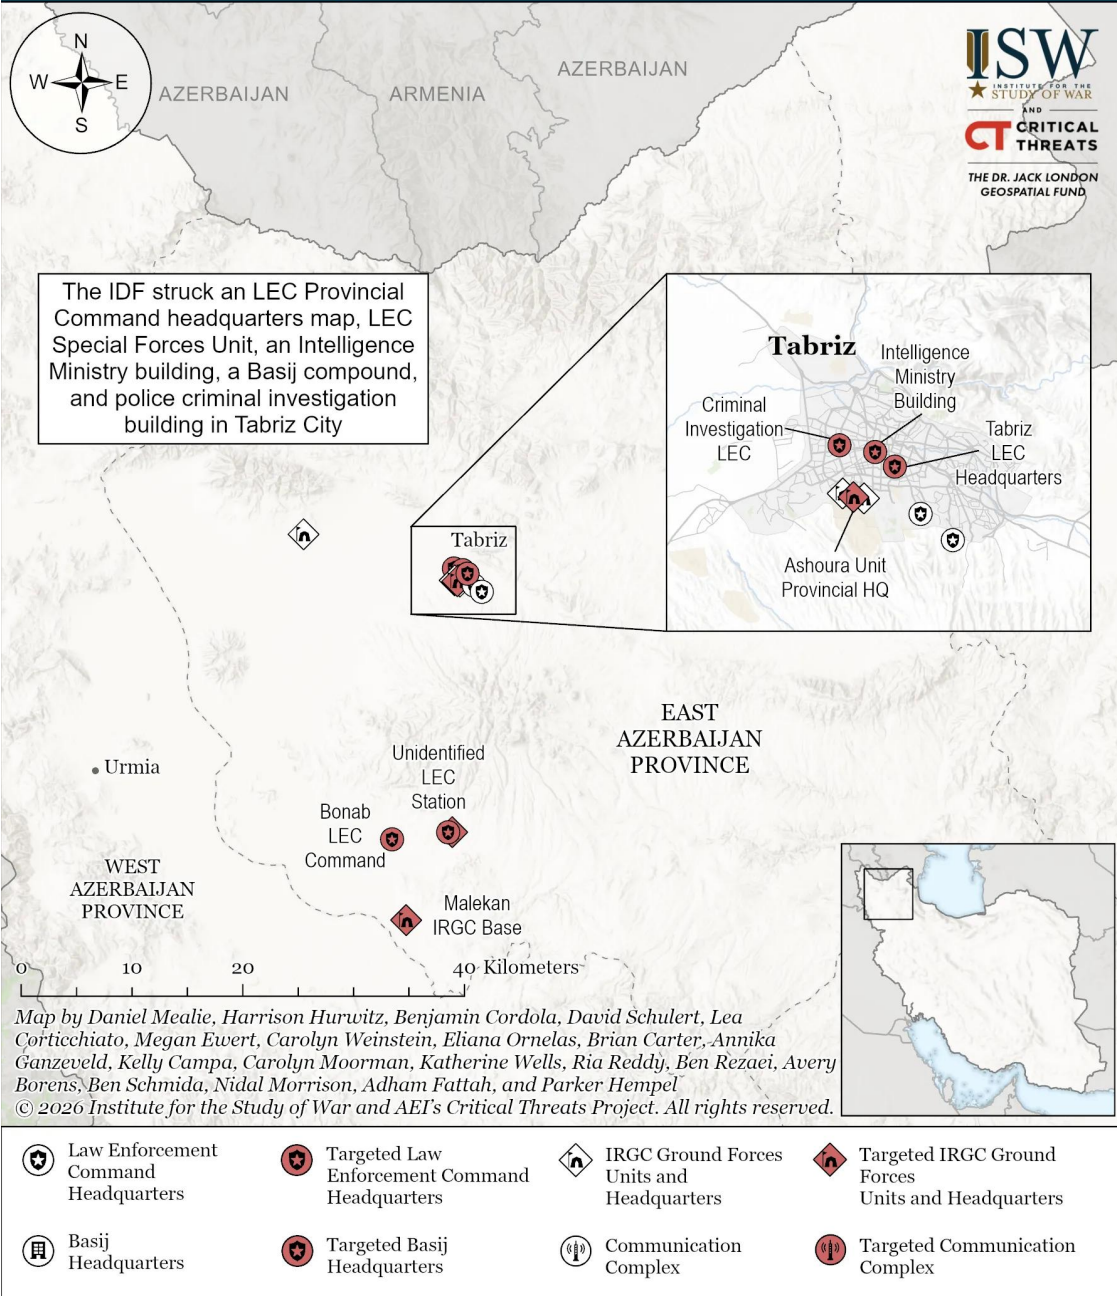 N
W
E
S
AZERBAIJAN
ARMENIA
AZERBAIJAN
ISW
INSTITUTE FOR THE
STUDY OF WAR
AND
CT CRITICAL
THREATS
THE DR. JACK LONDON
GEOSPATIAL FUND
The IDF struck an LEC Provincial
Command headquarters map, LEC
Special Forces Unit, an Intelligence
Ministry building, a Basij compound,
and police criminal investigation
building in Tabriz City
Tabriz
Intelligence
Ministry
Building
Criminal
Investigation
LEC
Tabriz
LEC
Headquarters
Ashoura Unit
Provincial HQ
Tabriz
EAST
AZERBAIJAN
PROVINCE
Urmia
Unidentified
LEC
Station
Bonab
LEC
Command
WEST
AZERBAIJAN
PROVINCE
Malekan
IRGC Base
0 10 20 40 Kilometers
Map by Daniel Mealie, Harrison Hurwitz, Benjamin Cordola, David Schulert, Lea
Corticchiato, Megan Ewert, Carolyn Weinstein, Eliana Ornelas, Brian Carter, Annika
Ganzeveld, Kelly Campa, Carolyn Moorman, Katherine Wells, Ria Reddy, Ben Rezaei, Avery
Borens, Ben Schmida, Nidal Morrison, Adham Fattah, and Parker Hempel
© 2026 Institute for the Study of War and AEI's Critical Threats Project. All rights reserved.
Law Enforcement
Command
Headquarters
Targeted Law
Enforcement Command
Headquarters
IRGC Ground Forces
Units and
Headquarters
Targeted IRGC Ground
Forces
Units and Headquarters
Basij
Headquarters
Targeted Basij
Headquarters
Communication
Complex
Targeted Communication
Complex